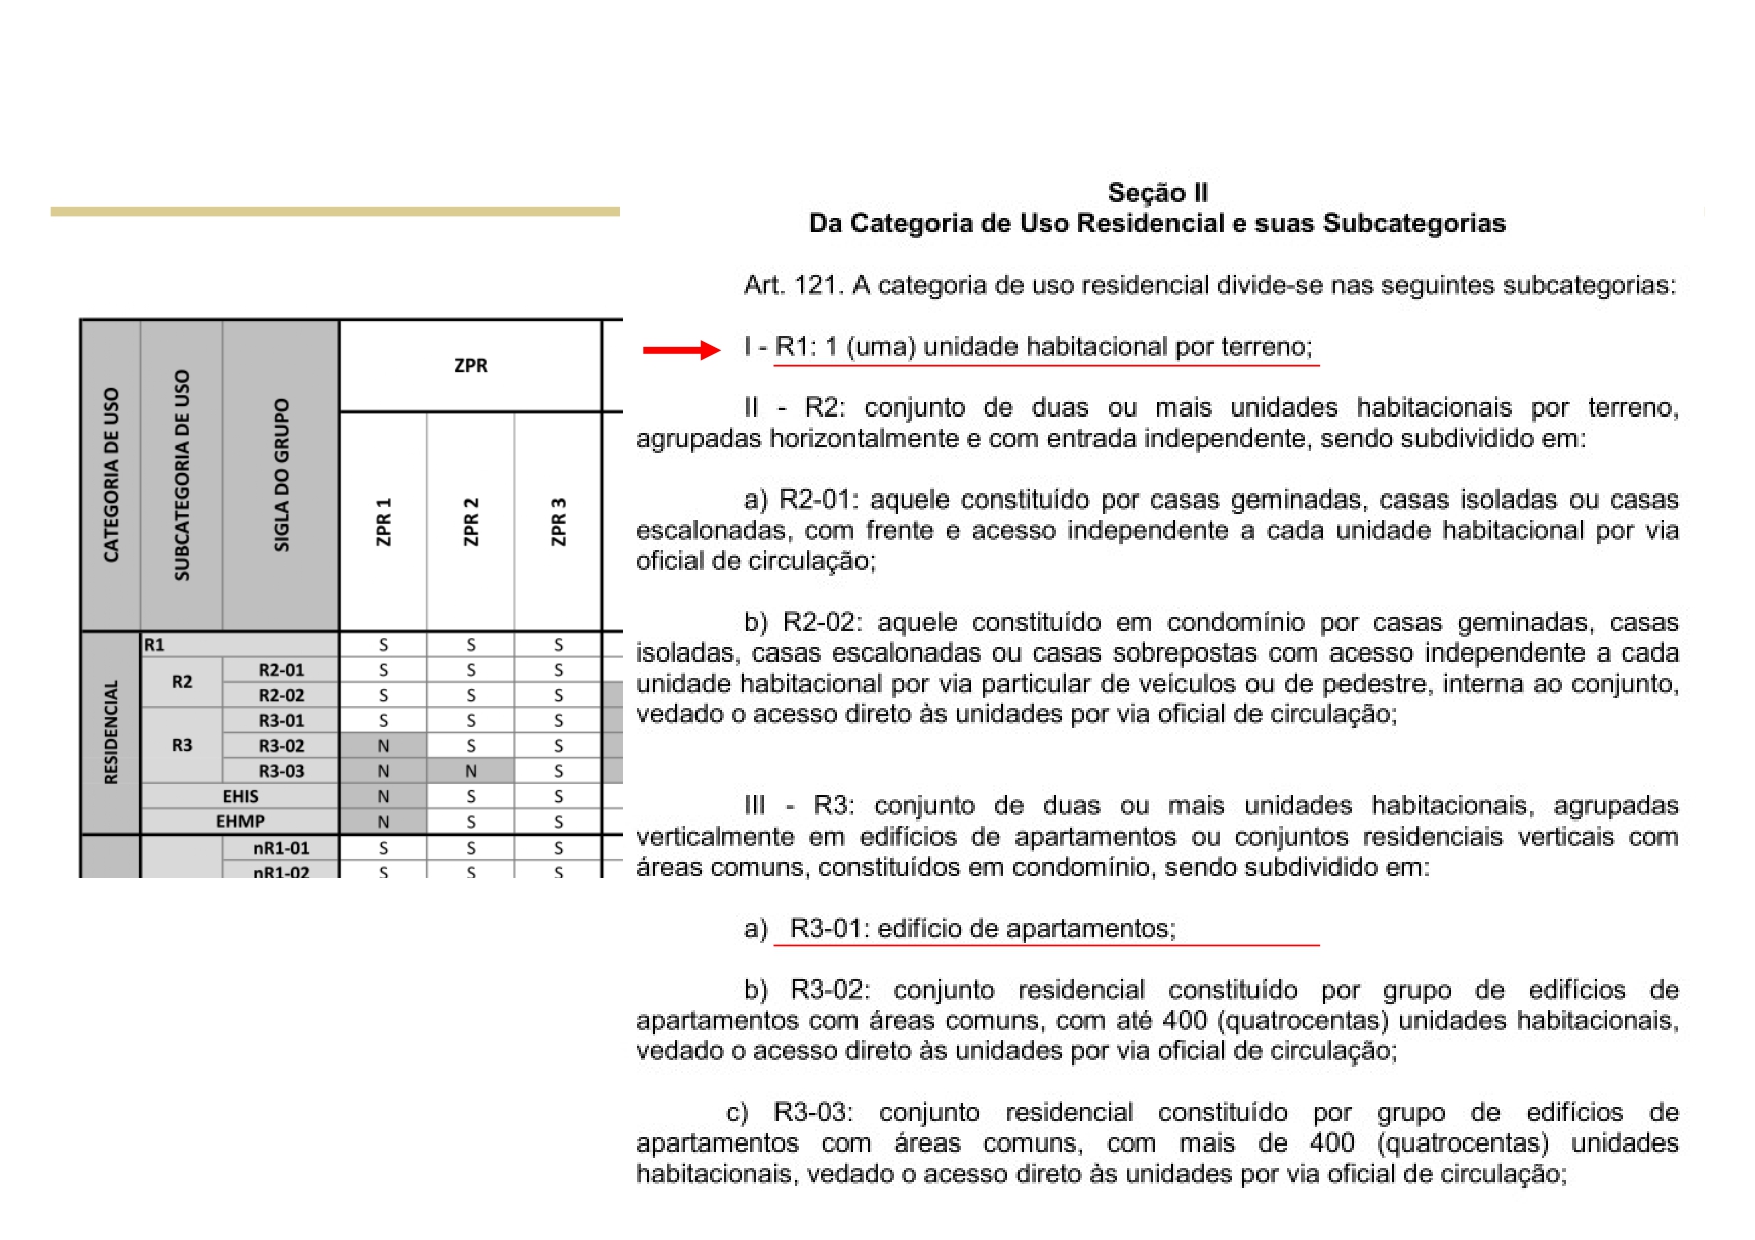 CATEGORIA DE USO
SUBCATEGORIA DE USO
SIGLA DO GRUPO
ZPR
ZPR 1
ZPR 2
ZPR 3
RESIDENCIAL
R1 S S S
R2
R2-01 S S S
R2-02 S S S
R3
R3-01 S S S
R3-02 N S S
R3-03 N N S
EHIS N S S
EHMP N S S
nR1-01 S S S
nR1-02 S S S
Seção II
Da Categoria de Uso Residencial e suas Subcategorias
Art. 121. A categoria de uso residencial divide-se nas seguintes subcategorias:
I - R1: 1 (uma) unidade habitacional por terreno;
II - R2: conjunto de duas ou mais unidades habitacionais por terreno,
agrupadas horizontalmente e com entrada independente, sendo subdividido em:
a) R2-01: aquele constituído por casas geminadas, casas isoladas ou casas
escalonadas, com frente e acesso independente a cada unidade habitacional por via
oficial de circulação;
b) R2-02: aquele constituído em condomínio por casas geminadas, casas
isoladas, casas escalonadas ou casas sobrepostas com acesso independente a cada
unidade habitacional por via particular de veículos ou de pedestre, interna ao conjunto,
vedado o acesso direto às unidades por via oficial de circulação;
III - R3: conjunto de duas ou mais unidades habitacionais, agrupadas
verticalmente em edifícios de apartamentos ou conjuntos residenciais verticais com
áreas comuns, constituídos em condomínio, sendo subdividido em:
a) R3-01: edifício de apartamentos;
b) R3-02: conjunto residencial constituído por grupo de edifícios de
apartamentos com áreas comuns, com até 400 (quatrocentas) unidades habitacionais,
vedado o acesso direto às unidades por via oficial de circulação;
c) R3-03: conjunto residencial constituído por grupo de edifícios de
apartamentos com áreas comuns, com mais de 400 (quatrocentas) unidades
habitacionais, vedado o acesso direto às unidades por via oficial de circulação;